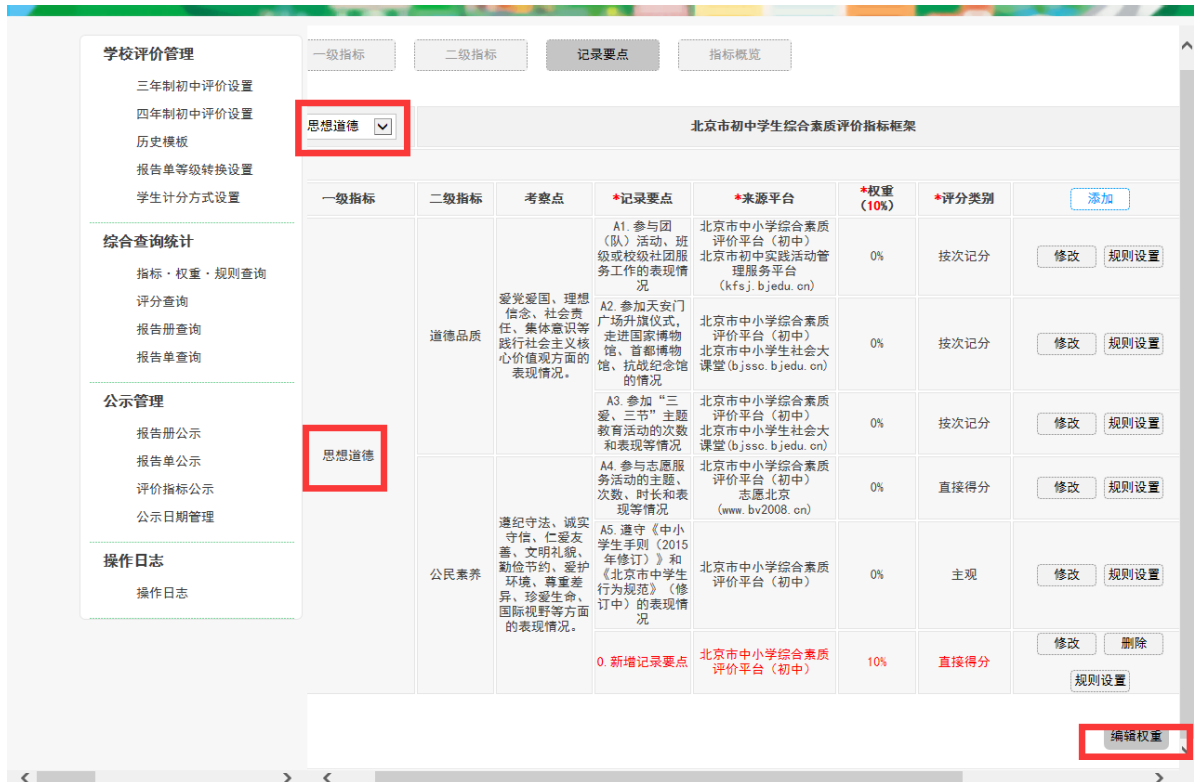 学校评价管理
三年制初中评价设置
四年制初中评价设置
历史模板
报告单等级转换设置
学生计分方式设置
综合查询统计
指标·权重·规则查询
评分查询
报告册查询
报告单查询
公示管理
报告册公示
报告单公示
评价指标公示
公示日期管理
操作日志
操作日志
一级指标 二级指标 记录要点 指标概览
思想道德 北京市初中学生综合素质评价指标框架
一级指标 二级指标 考察点 *记录要点 *来源平台 *权重 (10%) *评分类别 添加
思想道德
道德品质
爱党爱国、理想
信念、社会责
任、集体意识等
践行社会主义核
心价值观方面的
表现情况。
A1. 参与团
(队)活动、班
级或校级社团服
务工作的表现情
况
北京市中小学综合素质
评价平台(初中)
北京市初中实践活动管
理服务平台
(kfsj.bjedu.cn)
0% 按次记分 修改 规则设置
A2. 参加天安门
广场升旗仪式，
走进国家博物
馆、首都博物
馆、抗战纪念馆
的情况
北京市中小学综合素质
评价平台(初中)
北京市中小学生社会大
课堂(bjssc.bjedu.cn)
0% 按次记分 修改 规则设置
A3. 参加“三
爱、三节”主题
教育活动的次数
和表现等情况
北京市中小学综合素质
评价平台(初中)
北京市中小学生社会大
课堂(bjssc.bjedu.cn)
0% 按次记分 修改 规则设置
公民素养
遵纪守法、诚实
守信、仁爱友
善、文明礼貌、
勤俭节约、爱护
环境、尊重差
异、珍爱生命、
国际视野等方面
的表现情况。
A4. 参与志愿服
务活动的主题、
次数、时长和表
现等情况
北京市中小学综合素质
评价平台(初中)
志愿北京
(www.bv2008.cn)
0% 直接得分 修改 规则设置
A5. 遵守《中小
学生手则(2015
年修订)》和
《北京市中学生
行为规范》(修
订中)的表现情
况
北京市中小学综合素质
评价平台(初中)
0% 主观 修改 规则设置
0. 新增记录要点
北京市中小学综合素质
评价平台(初中)
10% 直接得分 修改 删除
规则设置
编辑权重